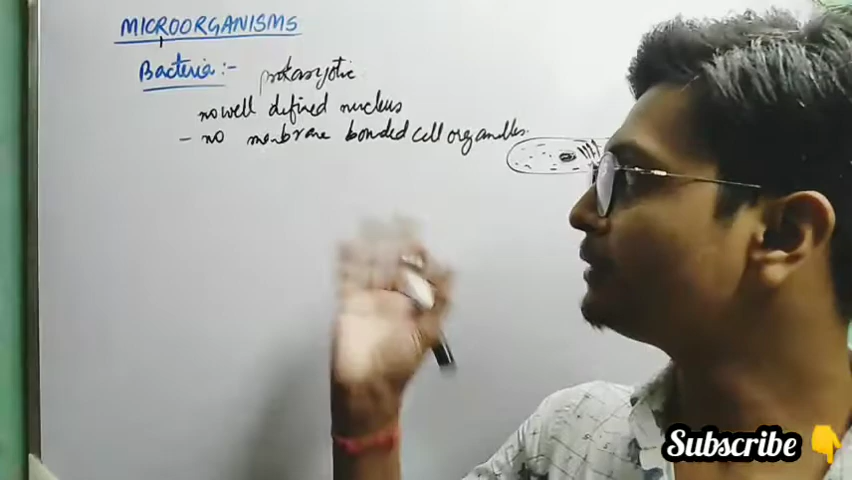 MICROORGANISMS
Bacteria :- prokaryotic
no well defined nucleus
- no membrane bonded cell organelles.
Subscribe 👇